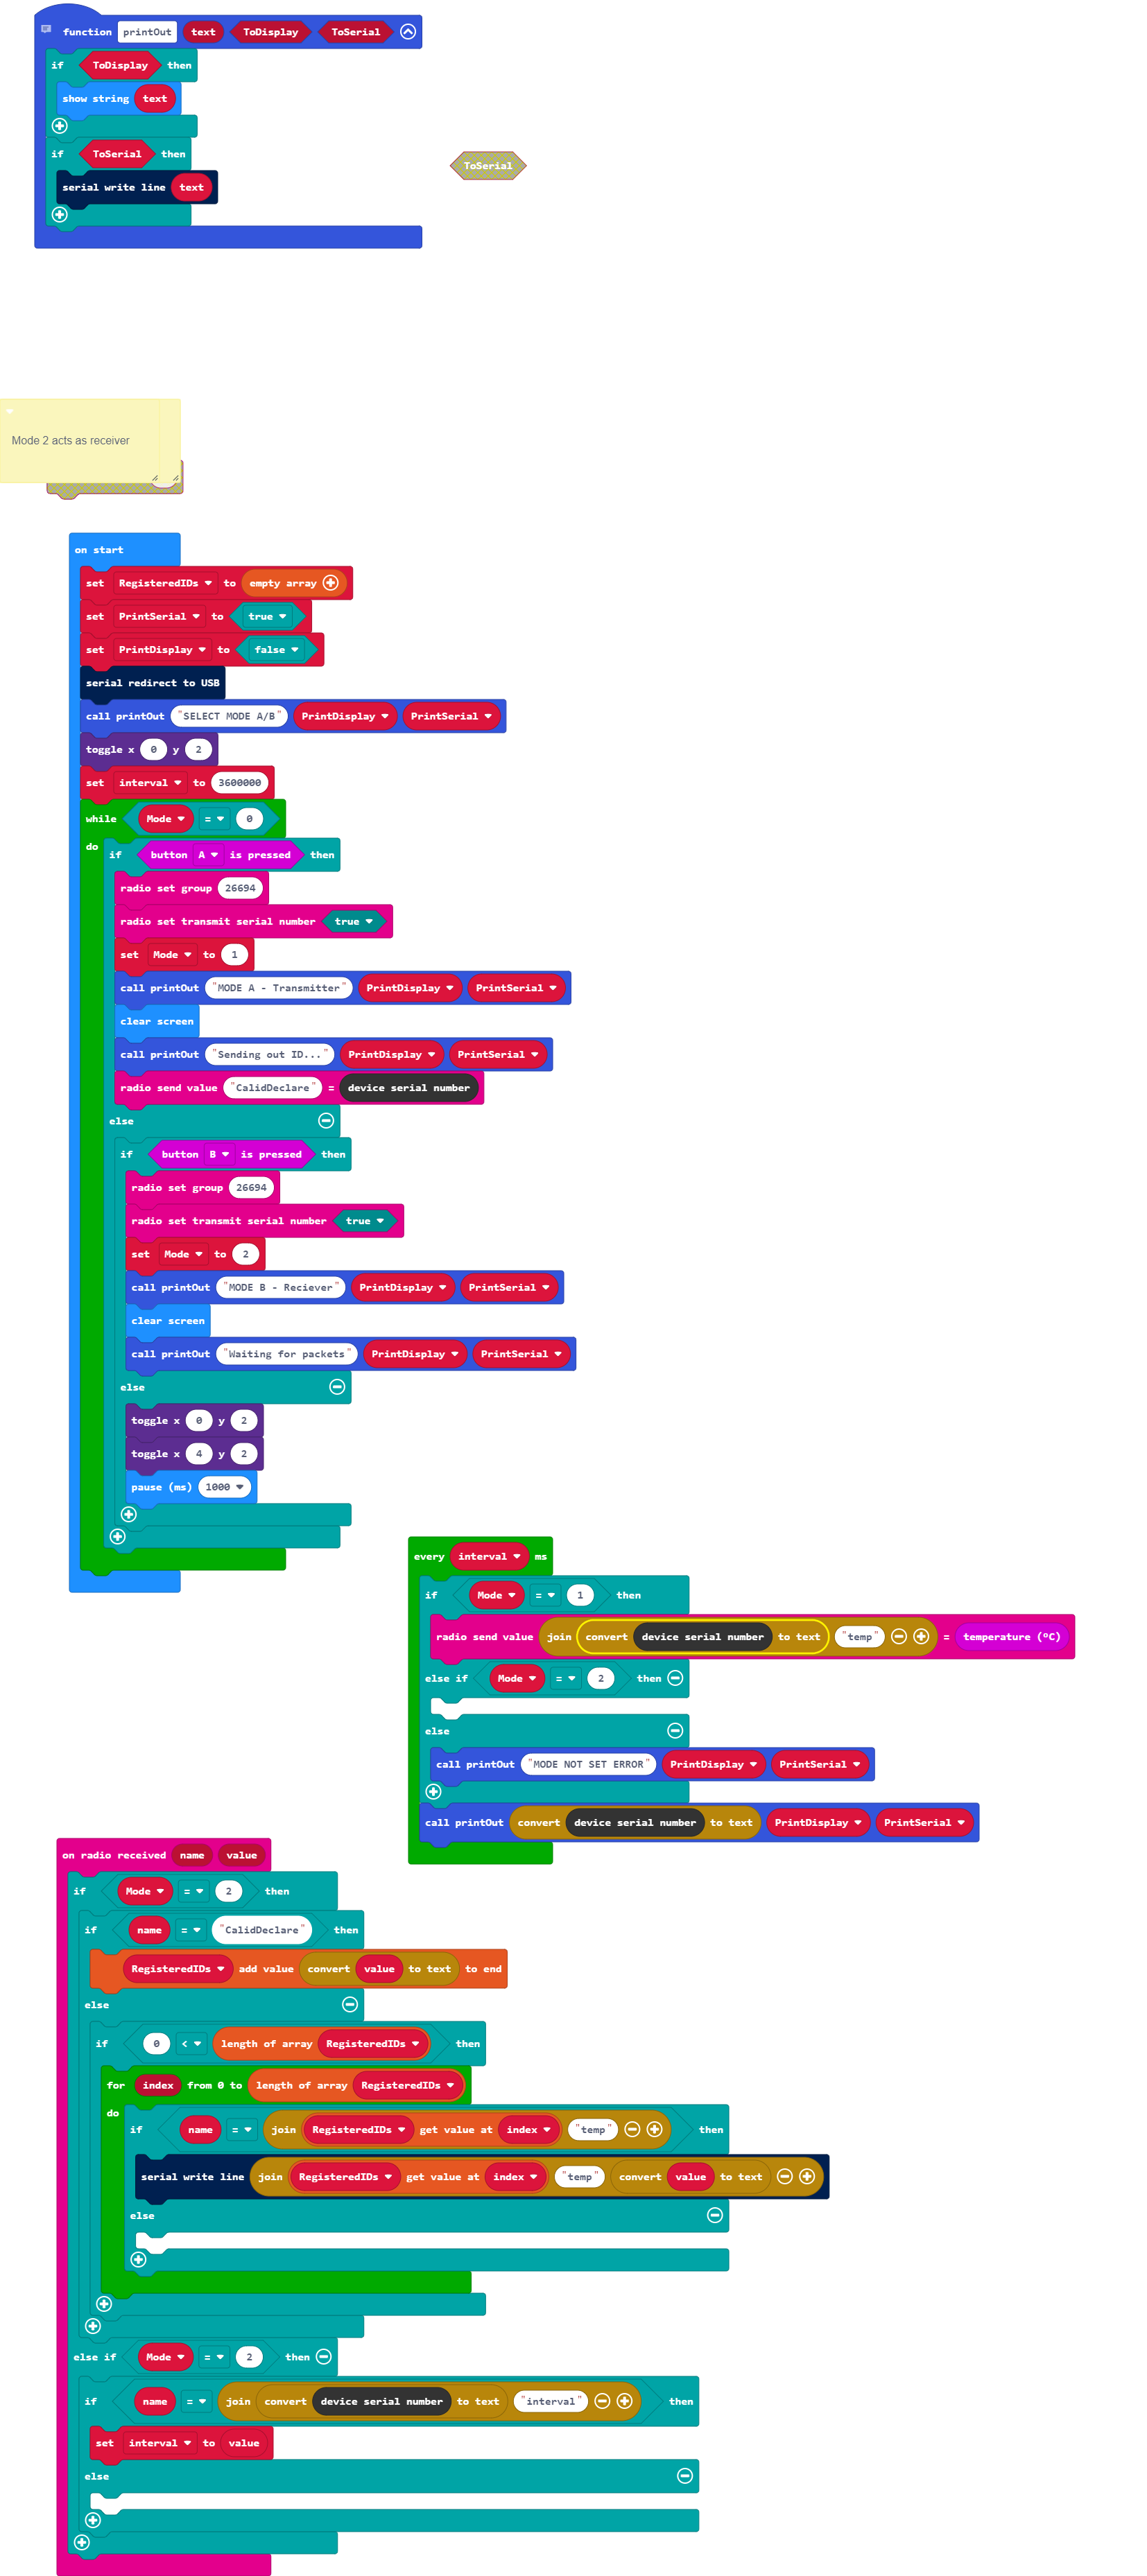 function printOut text ToDisplay ToSerial
if ToDisplay then
show string text
if ToSerial then
ToSerial
serial write line text
Mode 2 acts as receiver
on start
set RegisteredIDs to empty array
set PrintSerial to true
set PrintDisplay to false
serial redirect to USB
call printOut "SELECT MODE A/B" PrintDisplay PrintSerial
toggle x 0 y 2
set interval to 3600000
while Mode = 0
do if button A is pressed then
radio set group 26694
radio set transmit serial number true
set Mode to 1
call printOut "MODE A - Transmitter" PrintDisplay PrintSerial
clear screen
call printOut "Sending out ID..." PrintDisplay PrintSerial
radio send value "CalidDeclare" = device serial number
else
if button B is pressed then
radio set group 26694
radio set transmit serial number true
set Mode to 2
call printOut "MODE B - Reciever" PrintDisplay PrintSerial
clear screen
call printOut "Waiting for packets" PrintDisplay PrintSerial
else
toggle x 0 y 2
toggle x 4 y 2
pause (ms) 1000
every interval ms
if Mode = 1 then
radio send value join convert device serial number to text "temp" = temperature (°C)
else if Mode = 2 then
else
call printOut "MODE NOT SET ERROR" PrintDisplay PrintSerial
call printOut convert device serial number to text PrintDisplay PrintSerial
on radio received name value
if Mode = 2 then
if name = "CalidDeclare" then
RegisteredIDs add value convert value to text to end
else
if 0 < length of array RegisteredIDs then
for index from 0 to length of array RegisteredIDs
do if name = join RegisteredIDs get value at index "temp" then
serial write line join RegisteredIDs get value at index "temp" convert value to text
else
else if Mode = 2 then
if name = join convert device serial number to text "interval" then
set interval to value
else